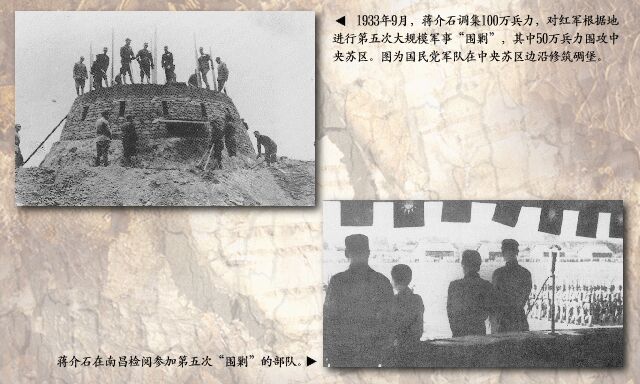 ◀ 1933年9月，蒋介石调集100万兵力，对红军根据地
进行第五次大规模军事“围剿”，其中50万兵力围攻中
央苏区。图为国民党军队在中央苏区边沿修筑碉堡。
蒋介石在南昌检阅参加第五次“围剿”的部队。▶